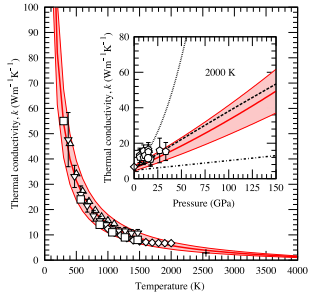 100
90
80
70
60
50
40
30
20
10
0
Thermal conductivity, k (Wm⁻¹K⁻¹)
0 500 1000 1500 2000 2500 3000 3500 4000
Temperature (K)
80
60
40
20
0
Thermal conductivity, k (Wm⁻¹K⁻¹)
2000 K
0 25 50 75 100 125 150
Pressure (GPa)